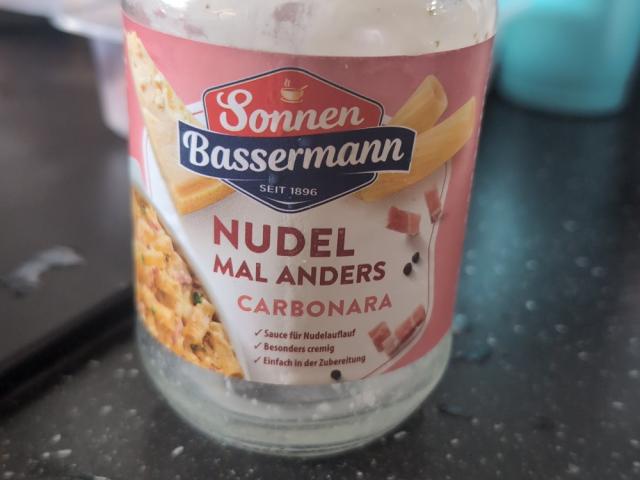 Sonnen
Bassermann
SEIT 1896
NUDEL
MAL ANDERS
CARBONARA
✓ Sauce für Nudelauflauf
✓ Besonders cremig
✓ Einfach in der Zubereitung